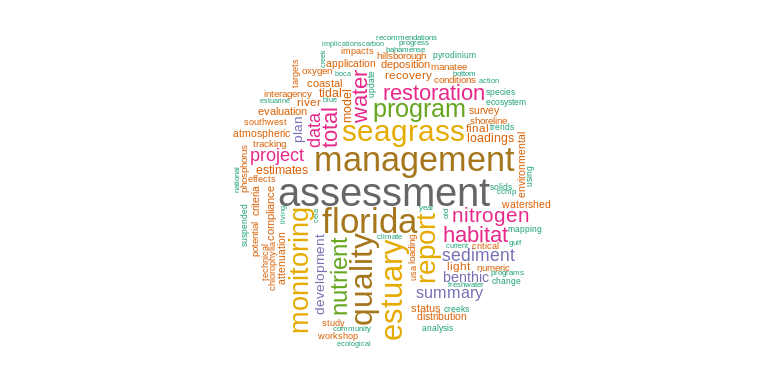 recommendations
implications carbon progress
bahamense
creek impacts hillsborough pyrodinium
application deposition manatee
targets oxygen boca recovery bottom
coastal update conditions action
interagency tidal blue model water restoration species
estuarine river program ecosystem
evaluation data total survey
southwest plan seagrass shoreline
atmospheric final trends
tracking loadings
project management environmental
phosphorus estimates using
national effects assessment solids
ccmp
criteria living cela florida year old nitrogen watershed
suspended potential compliance monitoring quality estuary report habitat mapping
climate current critical gulf
technical chlorophyll attenuation development nutrient usa loading sediment
light numeric
benthic programs
freshwater change
summary
status creeks
distribution
study analysis
community
workshop
ecological